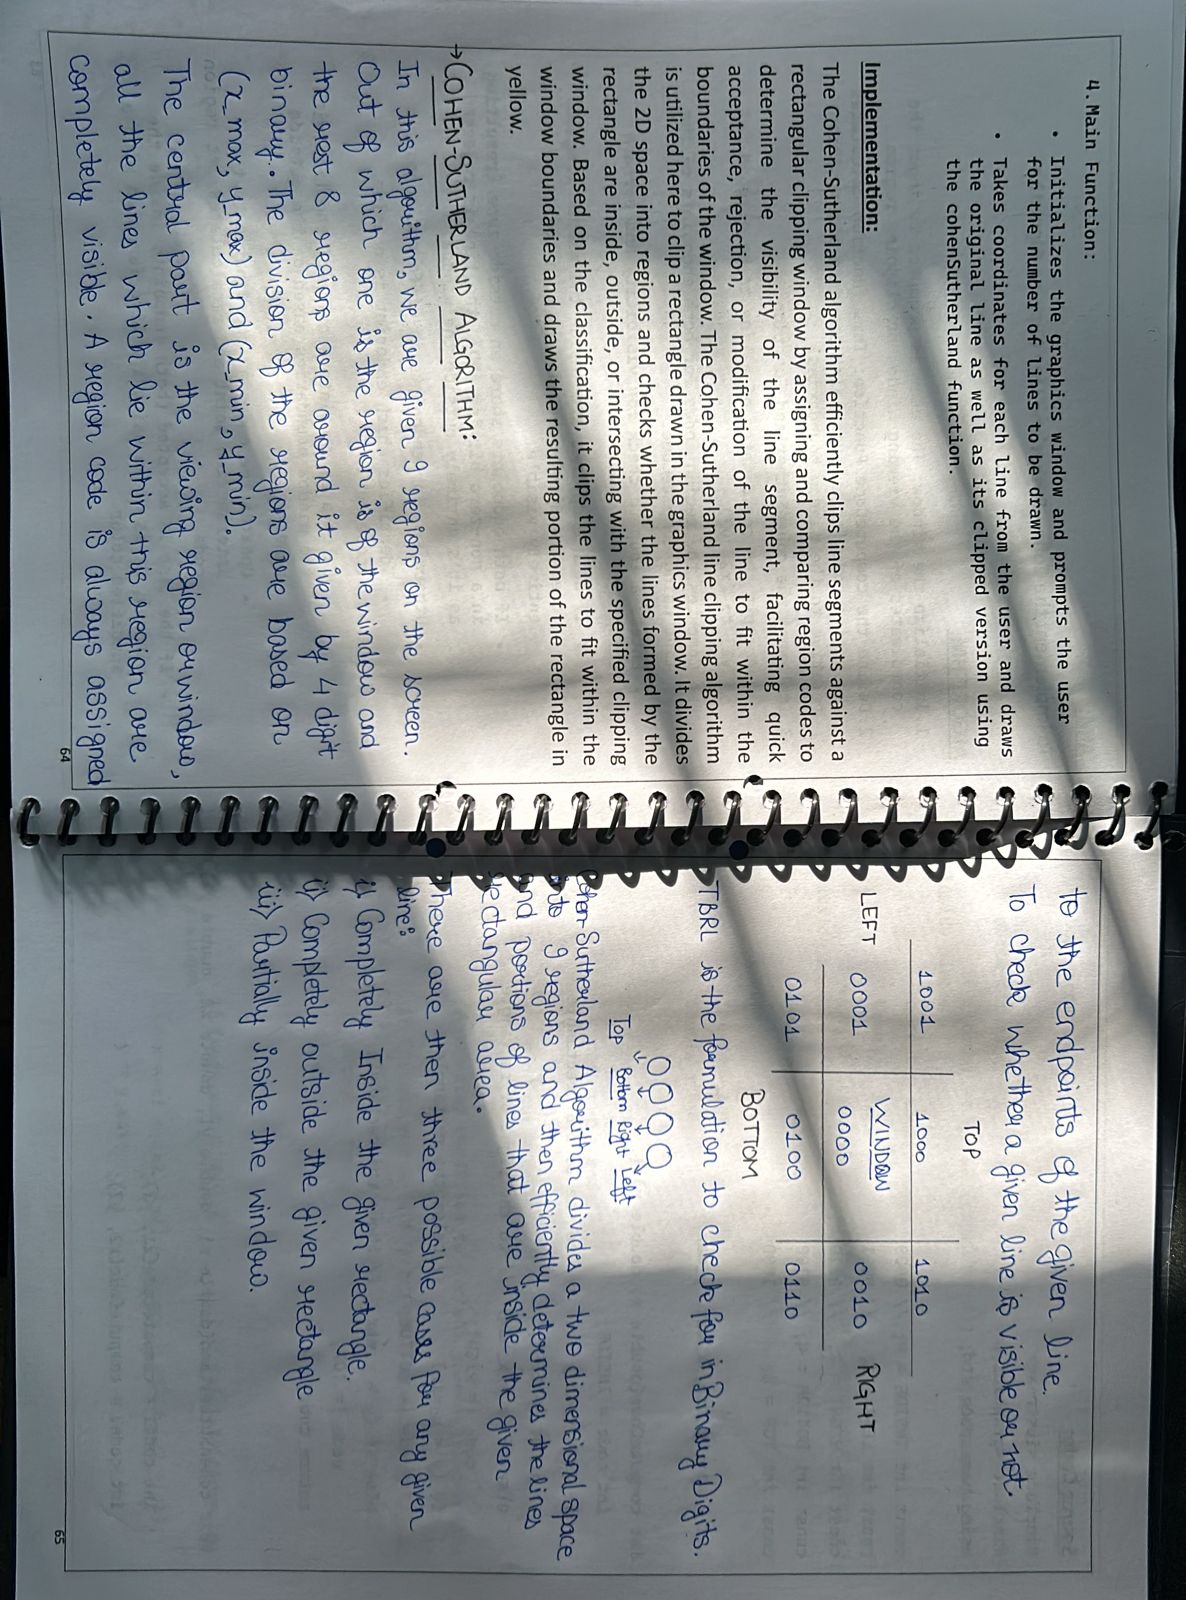 4. Main Function:
• Initializes the graphics window and prompts the user
for the number of lines to be drawn.
• Takes coordinates for each line from the user and draws
the original line as well as its clipped version using
the cohenSutherland function.
Implementation:
The Cohen-Sutherland algorithm efficiently clips line segments against a
rectangular clipping window by assigning and comparing region codes to
determine the visibility of the line segment, facilitating quick
acceptance, rejection, or modification of the line to fit within the
boundaries of the window. The Cohen-Sutherland line clipping algorithm
is utilized here to clip a rectangle drawn in the graphics window. It divides
the 2D space into regions and checks whether the lines formed by the
rectangle are inside, outside, or intersecting with the specified clipping
window. Based on the classification, it clips the lines to fit within the
window boundaries and draws the resulting portion of the rectangle in
yellow.
→ COHEN-SUTHERLAND ALGORITHM:
In this algorithm, we are given 9 regions on the screen.
Out of which one is the region is of the window and
the rest 8 regions are around it given by 4 digit
binary. The division of the regions are based on
(x_max, y_max) and (x_min, y_min).
The central part is the viewing region or window,
all the lines which lie within this region are
completely visible. A region code is always assigned
64
to the endpoints of the given line.
To check whether a given line is visible or not.
TOP
1001 1000 1010
WINDOW
LEFT 0001 0000 0010 RIGHT
0101 0100 0110
BOTTOM
TBRL is the formulation to check for in Binary Digits.
Top Bottom Right Left
Cohen-Sutherland Algorithm divides a two dimensional space
into 9 regions and then efficiently determines the lines
and portions of lines that are inside the given
rectangular area.
There are then three possible cases for any given
line:
i) Completely Inside the given rectangle.
ii) Completely outside the given rectangle
iii) Partially inside the window.
65